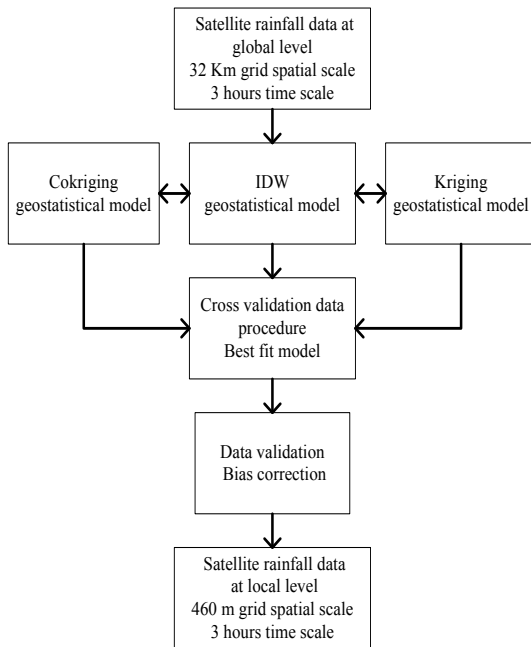 Satellite rainfall data at
global level
32 Km grid spatial scale
3 hours time scale
Cokriging
geostatistical model
IDW
geostatistical model
Kriging
geostatistical model
Cross validation data
procedure
Best fit model
Data validation
Bias correction
Satellite rainfall data
at local level
460 m grid spatial scale
3 hours time scale